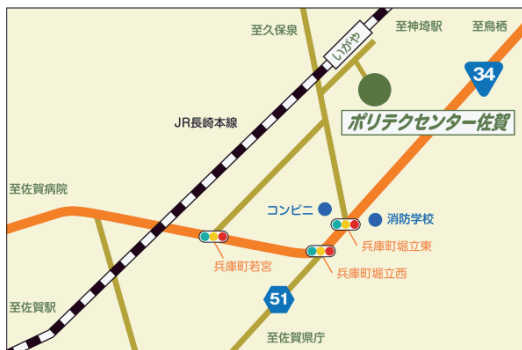 至久保泉
至神埼駅
至鳥栖
いがや
34
ポリテクセンター佐賀
JR長崎本線
至佐賀病院
コンビニ
消防学校
兵庫町堀立東
兵庫町若宮
兵庫町堀立西
51
至佐賀駅
至佐賀県庁